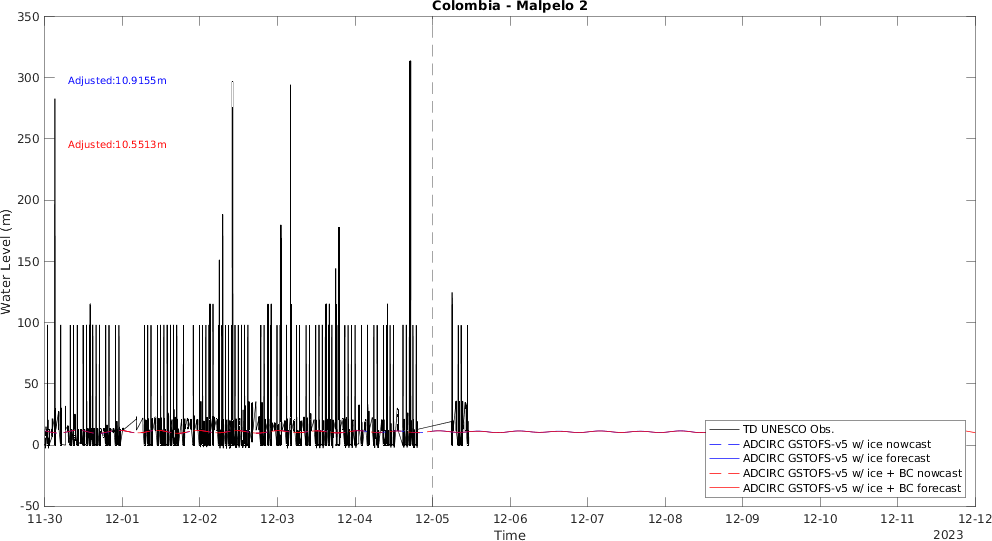 Colombia - Malpelo 2
350
300
250
200
150
100
50
0
-50
Water Level (m)
Adjusted:10.9155m
Adjusted:10.5513m
TD UNESCO Obs.
ADCIRC GSTOFS-v5 w/ ice nowcast
ADCIRC GSTOFS-v5 w/ ice forecast
ADCIRC GSTOFS-v5 w/ ice + BC nowcast
ADCIRC GSTOFS-v5 w/ ice + BC forecast
11-30 12-01 12-02 12-03 12-04 12-05 12-06 12-07 12-08 12-09 12-10 12-11 12-12
Time
2023